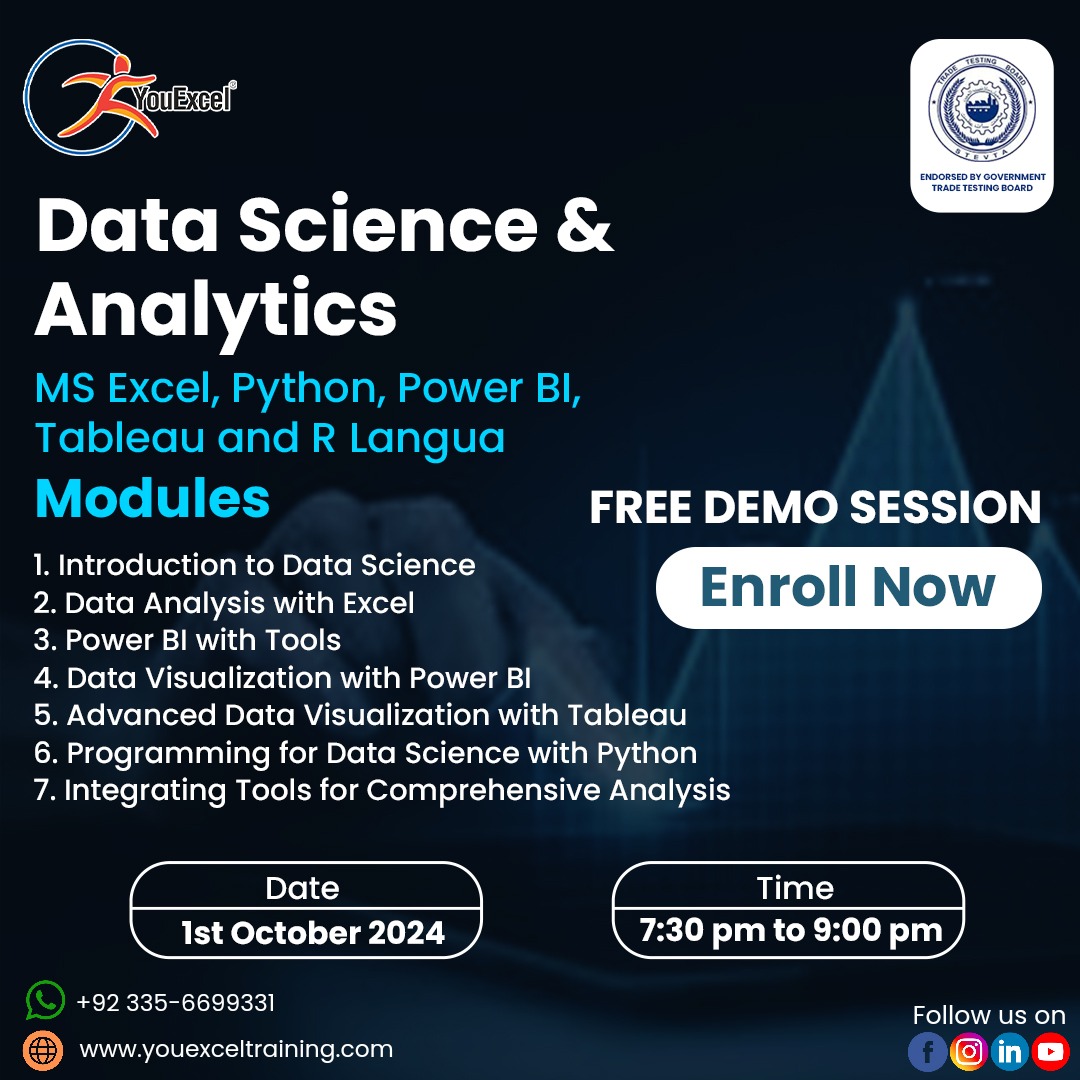 YouExcel®
TRADE TESTING BOARD
STEVTA
ENDORSED BY GOVERNMENT
TRADE TESTING BOARD
Data Science &
Analytics
MS Excel, Python, Power BI,
Tableau and R Langua
Modules
1. Introduction to Data Science
2. Data Analysis with Excel
3. Power BI with Tools
4. Data Visualization with Power BI
5. Advanced Data Visualization with Tableau
6. Programming for Data Science with Python
7. Integrating Tools for Comprehensive Analysis
FREE DEMO SESSION
Enroll Now
Date
1st October 2024
Time
7:30 pm to 9:00 pm
+92 335-6699331
www.youexceltraining.com
Follow us on